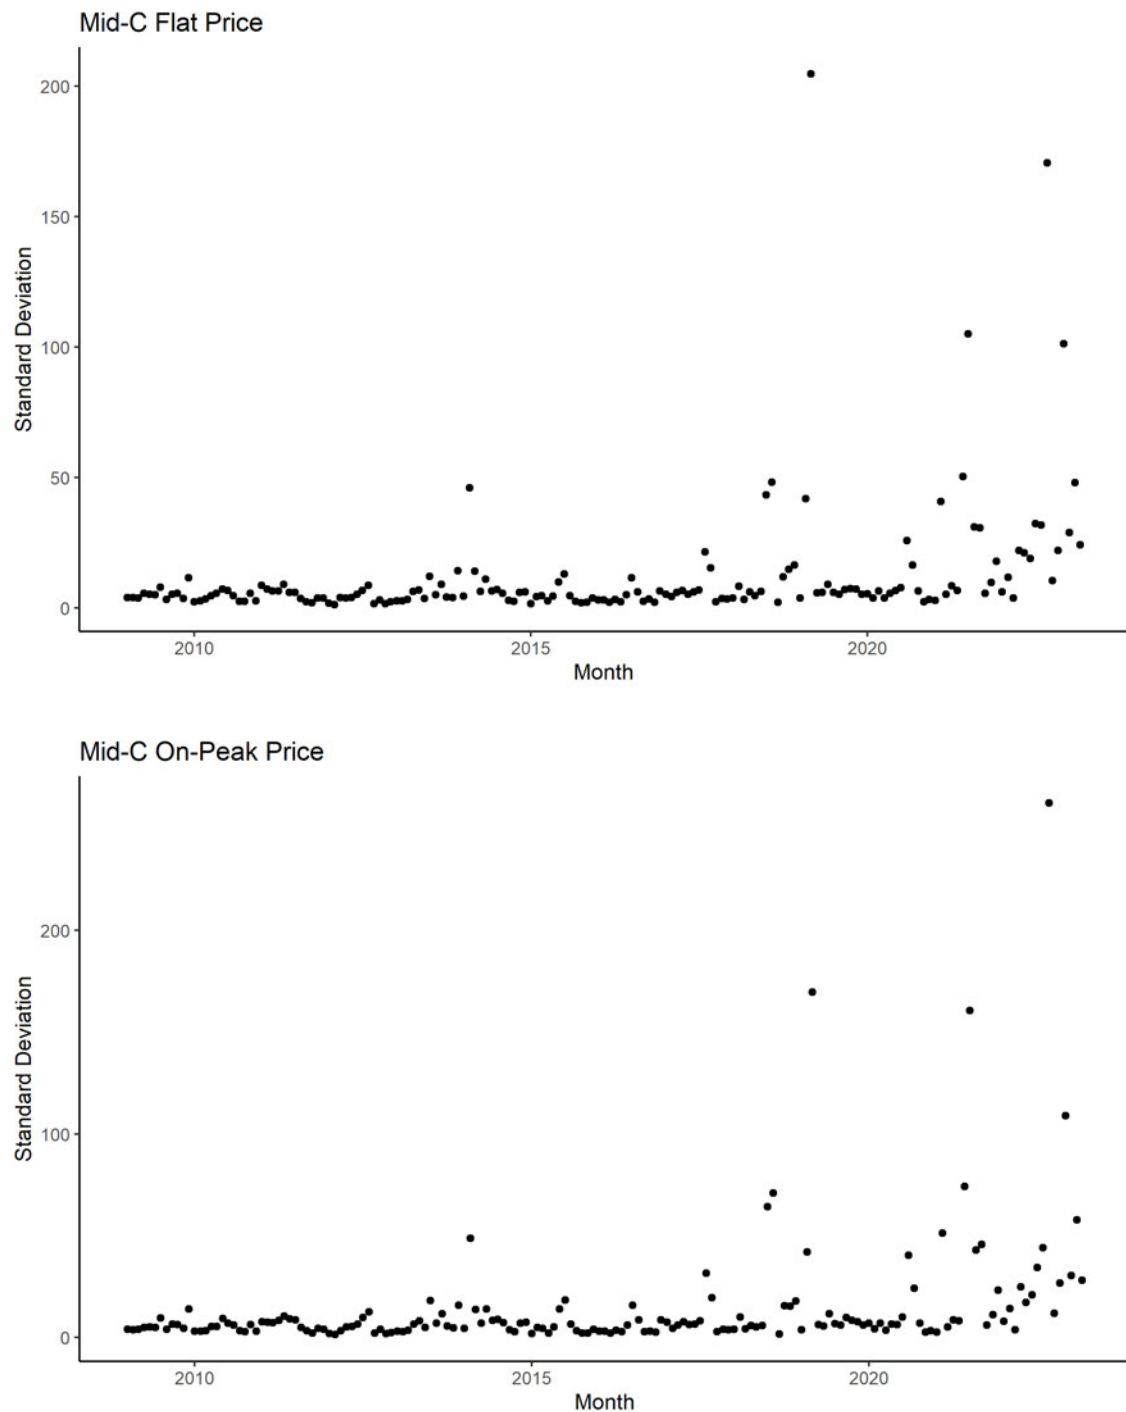 Mid-C Flat Price
200
150
100
50
0
Standard Deviation
2010 2015 2020
Month
Mid-C On-Peak Price
200
100
0
Standard Deviation
2010 2015 2020
Month